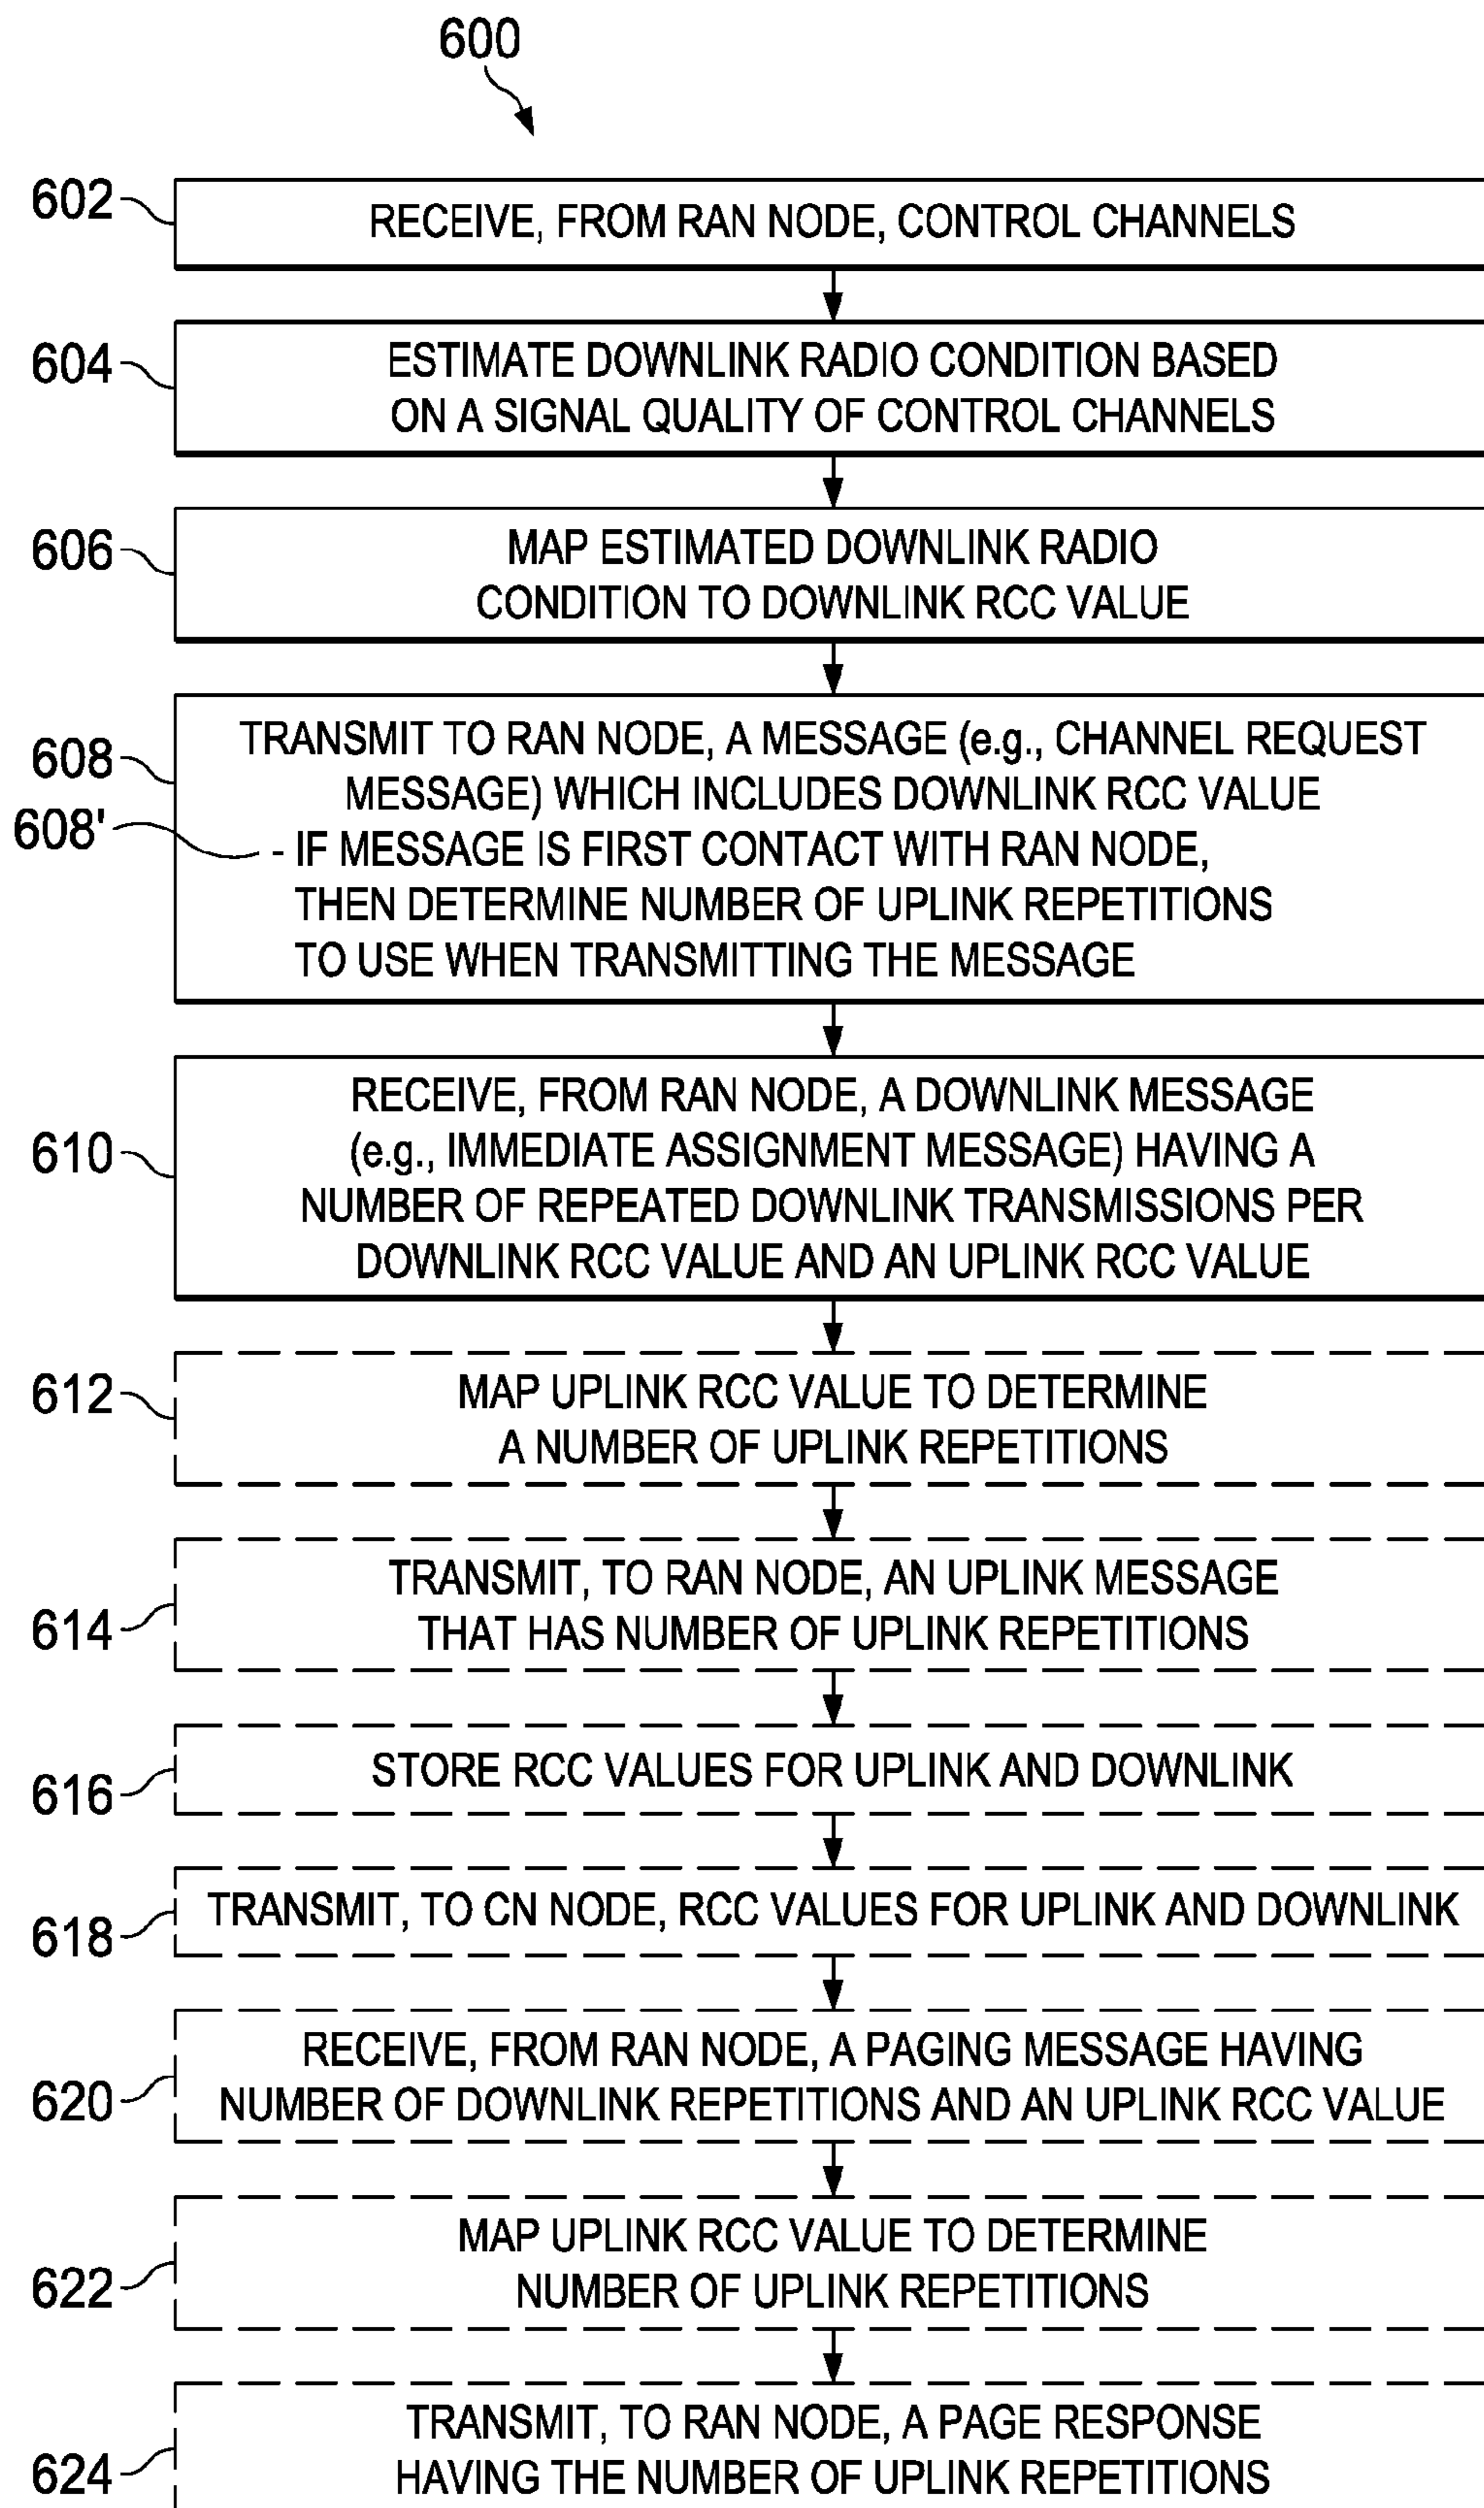 600
602
RECEIVE, FROM RAN NODE, CONTROL CHANNELS
604
ESTIMATE DOWNLINK RADIO CONDITION BASED
ON A SIGNAL QUALITY OF CONTROL CHANNELS
606
MAP ESTIMATED DOWNLINK RADIO
CONDITION TO DOWNLINK RCC VALUE
608
TRANSMIT TO RAN NODE, A MESSAGE (e.g., CHANNEL REQUEST
MESSAGE) WHICH INCLUDES DOWNLINK RCC VALUE
608'
- IF MESSAGE IS FIRST CONTACT WITH RAN NODE,
THEN DETERMINE NUMBER OF UPLINK REPETITIONS
TO USE WHEN TRANSMITTING THE MESSAGE
610
RECEIVE, FROM RAN NODE, A DOWNLINK MESSAGE
(e.g., IMMEDIATE ASSIGNMENT MESSAGE) HAVING A
NUMBER OF REPEATED DOWNLINK TRANSMISSIONS PER
DOWNLINK RCC VALUE AND AN UPLINK RCC VALUE
612
MAP UPLINK RCC VALUE TO DETERMINE
A NUMBER OF UPLINK REPETITIONS
614
TRANSMIT, TO RAN NODE, AN UPLINK MESSAGE
THAT HAS NUMBER OF UPLINK REPETITIONS
616
STORE RCC VALUES FOR UPLINK AND DOWNLINK
618
TRANSMIT, TO CN NODE, RCC VALUES FOR UPLINK AND DOWNLINK
620
RECEIVE, FROM RAN NODE, A PAGING MESSAGE HAVING
NUMBER OF DOWNLINK REPETITIONS AND AN UPLINK RCC VALUE
622
MAP UPLINK RCC VALUE TO DETERMINE
NUMBER OF UPLINK REPETITIONS
624
TRANSMIT, TO RAN NODE, A PAGE RESPONSE
HAVING THE NUMBER OF UPLINK REPETITIONS